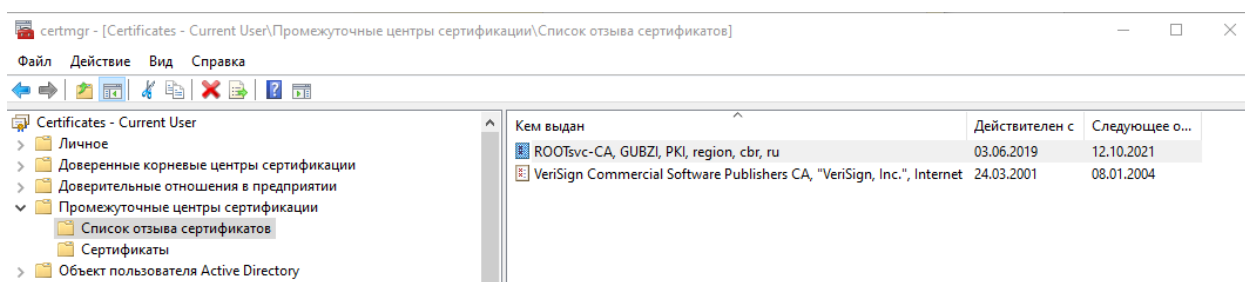 certmgr - [Certificates - Current User\Промежуточные центры сертификации\Список отзыва сертификатов]
Файл Действие Вид Справка
Certificates - Current User
Личное
Доверенные корневые центры сертификации
Доверительные отношения в предприятии
Промежуточные центры сертификации
Список отзыва сертификатов
Сертификаты
Объект пользователя Active Directory
Кем выдан Действителен с Следующее о...
ROOTsvc-CA, GUBZI, PKI, region, cbr, ru 03.06.2019 12.10.2021
VeriSign Commercial Software Publishers CA, "VeriSign, Inc.", Internet 24.03.2001 08.01.2004